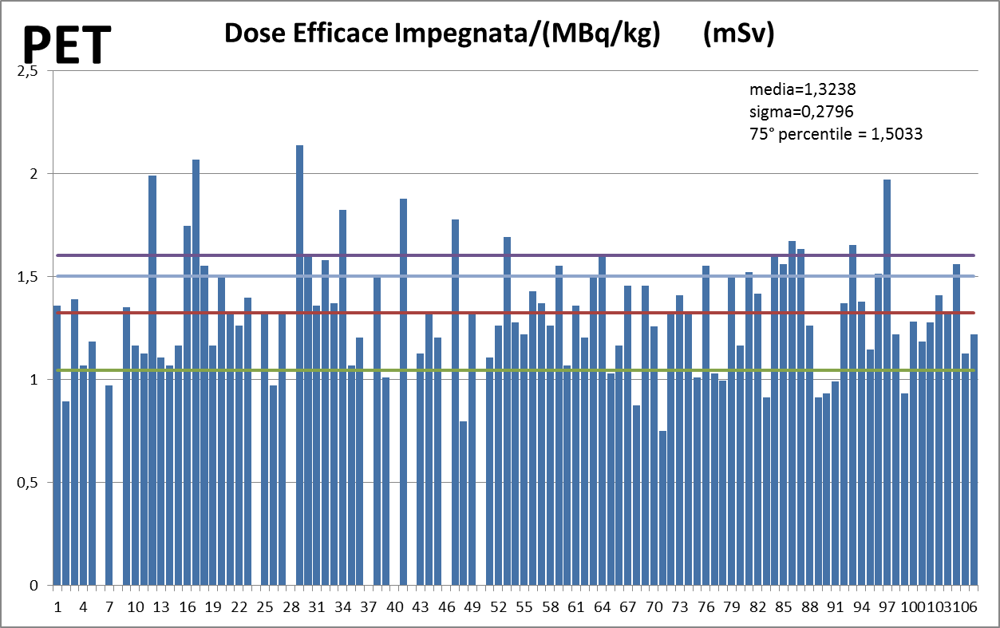 PET
Dose Efficace Impegnata/(MBq/kg) (mSv)
media=1,3238
sigma=0,2796
75° percentile = 1,5033
2,5
2
1,5
1
0,5
0
1 4 7 10 13 16 19 22 25 28 31 34 37 40 43 46 49 52 55 58 61 64 67 70 73 76 79 82 85 88 91 94 97 100 103 106